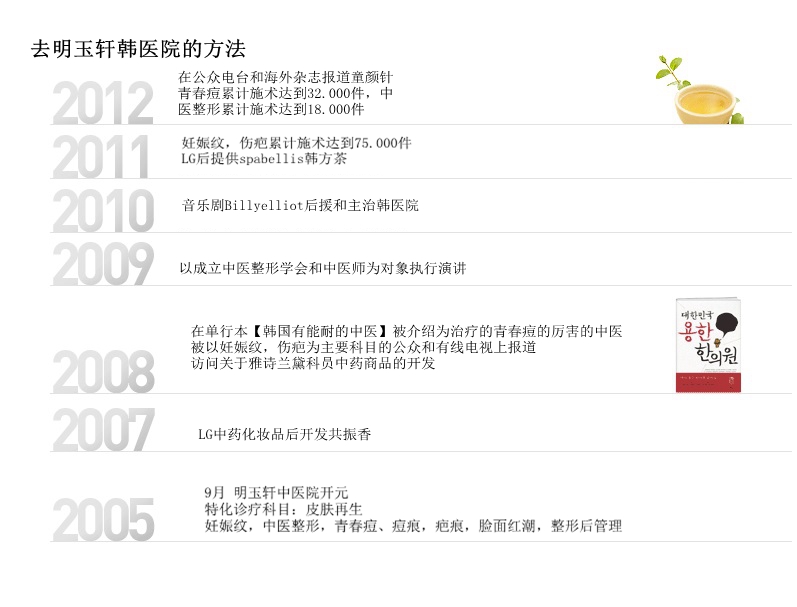 去明玉轩韩医院的方法
2012
在公众电台和海外杂志报道童颜针
青春痘累计施术达到32.000件，中
医整形累计施术达到18.000件
2011
妊娠纹，伤疤累计施术达到75.000件
LG后提供spabellis韩方茶
2010
音乐剧Billyelliot后援和主治韩医院
2009
以成立中医整形学会和中医师为对象执行演讲
2008
在单行本【韩国有能耐的中医】被介绍为治疗的青春痘的厉害的中医
被以妊娠纹，伤疤为主要科目的公众和有线电视上报道
访问关于雅诗兰黛科员中药商品的开发
대한민국
용한
한의원
2007
LG中药化妆品后开发共振香
2005
9月 明玉轩中医院开元
特化诊疗科目：皮肤再生
妊娠纹，中医整形，青春痘、痘痕，疤痕，脸面红潮，整形后管理